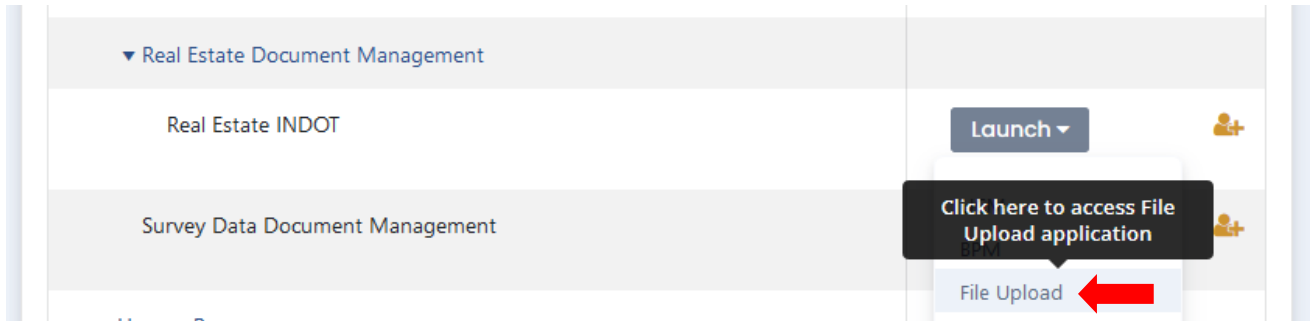 Real Estate Document Management
Real Estate INDOT
Launch
Click here to access File
Upload application
Survey Data Document Management
BPM
File Upload